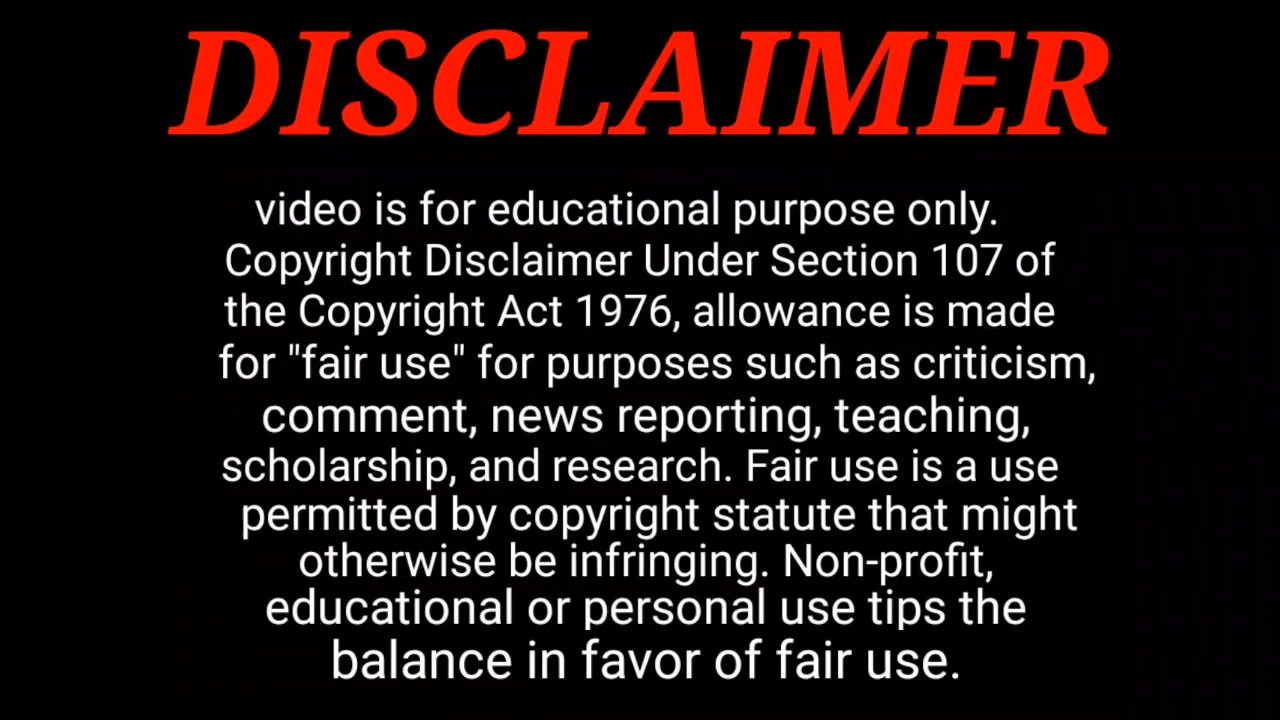 DISCLAIMER
video is for educational purpose only.
Copyright Disclaimer Under Section 107 of
the Copyright Act 1976, allowance is made
for "fair use" for purposes such as criticism,
comment, news reporting, teaching,
scholarship, and research. Fair use is a use
permitted by copyright statute that might
otherwise be infringing. Non-profit,
educational or personal use tips the
balance in favor of fair use.